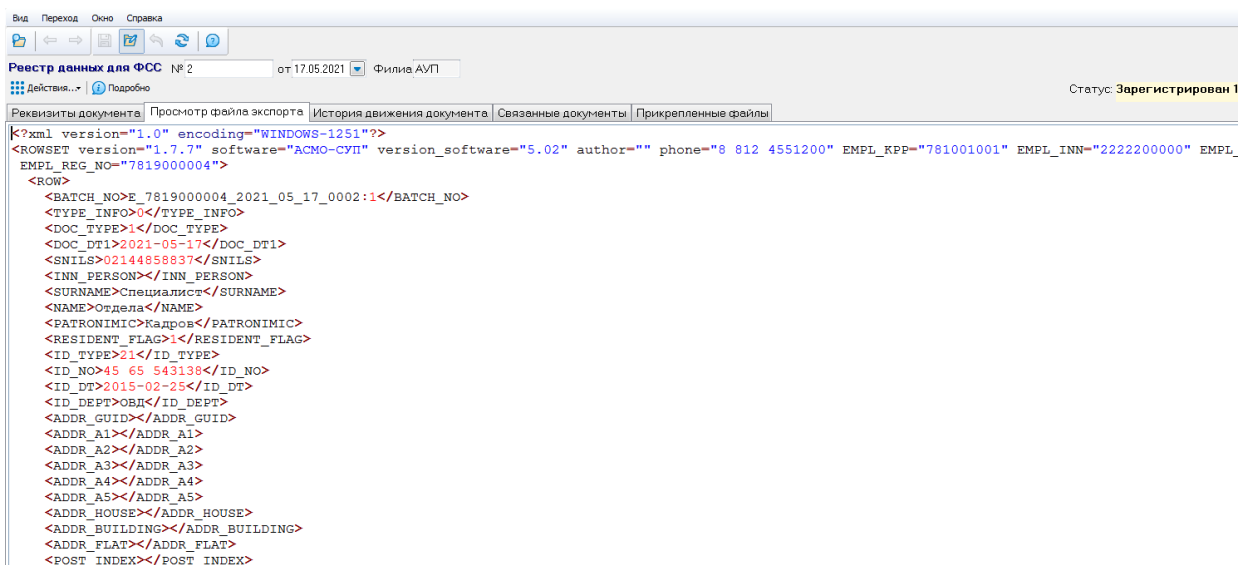 Вид Переход Окно Справка
Реестр данных для ФСС № 2 от 17.05.2021 Филиа АУП
Действия... Подробно
Статус: Зарегистрирован 1
Реквизиты документа Просмотр файла экспорта История движения документа Связанные документы Прикрепленные файлы
<?xml version="1.0" encoding="WINDOWS-1251"?>
<ROWSET version="1.7.7" software="АСМО-СУП" version_software="5.02" author="" phone="8 812 4551200" EMPL_KPP="781001001" EMPL_INN="2222200000" EMPL_
EMPL_REG_NO="7819000004">
<ROW>
<BATCH_NO>E_7819000004_2021_05_17_0002:1</BATCH_NO>
<TYPE_INFO>0</TYPE_INFO>
<DOC_TYPE>1</DOC_TYPE>
<DOC_DT1>2021-05-17</DOC_DT1>
<SNILS>02144858837</SNILS>
<INN_PERSON></INN_PERSON>
<SURNAME>Специалист</SURNAME>
<NAME>Отдела</NAME>
<PATRONIMIC>Кадров</PATRONIMIC>
<RESIDENT_FLAG>1</RESIDENT_FLAG>
<ID_TYPE>21</ID_TYPE>
<ID_NO>45 65 543138</ID_NO>
<ID_DT>2015-02-25</ID_DT>
<ID_DEPT>ОВД</ID_DEPT>
<ADDR_GUID></ADDR_GUID>
<ADDR_A1></ADDR_A1>
<ADDR_A2></ADDR_A2>
<ADDR_A3></ADDR_A3>
<ADDR_A4></ADDR_A4>
<ADDR_A5></ADDR_A5>
<ADDR_HOUSE></ADDR_HOUSE>
<ADDR_BUILDING></ADDR_BUILDING>
<ADDR_FLAT></ADDR_FLAT>
<POST_INDEX></POST_INDEX>